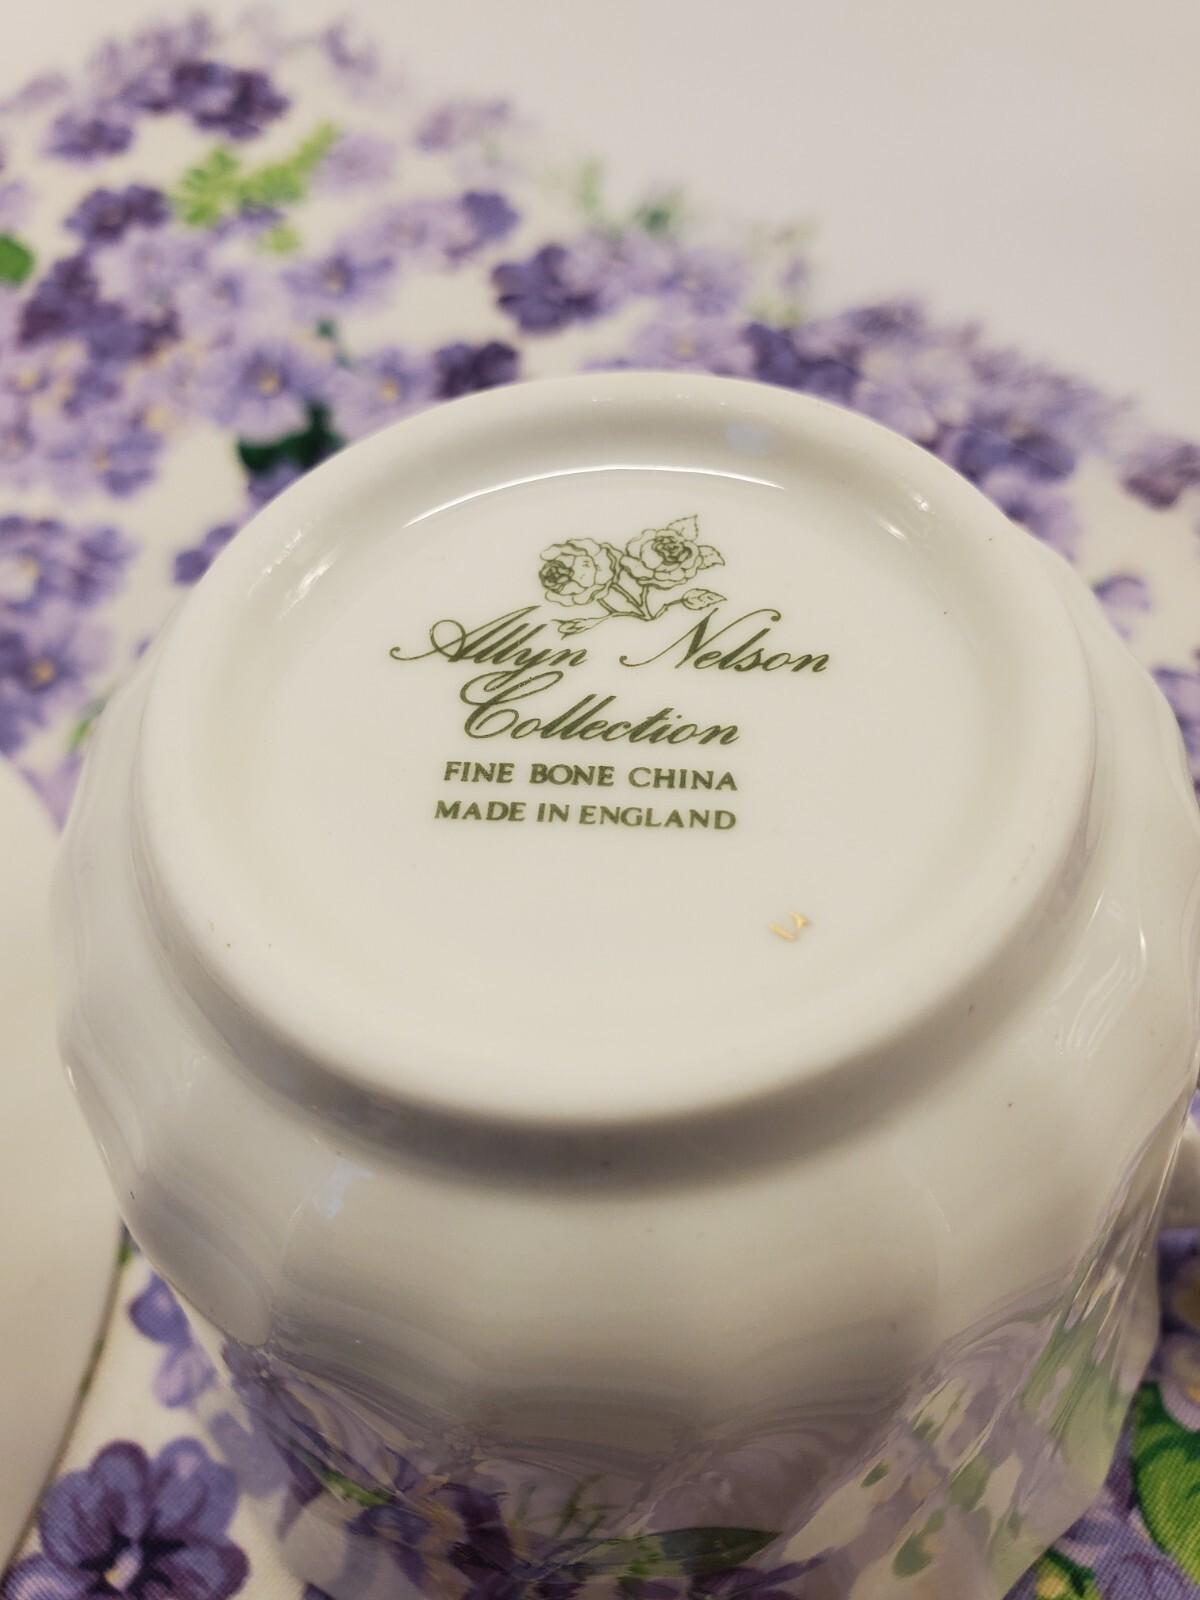 Allyn Nelson
Collection
FINE BONE CHINA
MADE IN ENGLAND